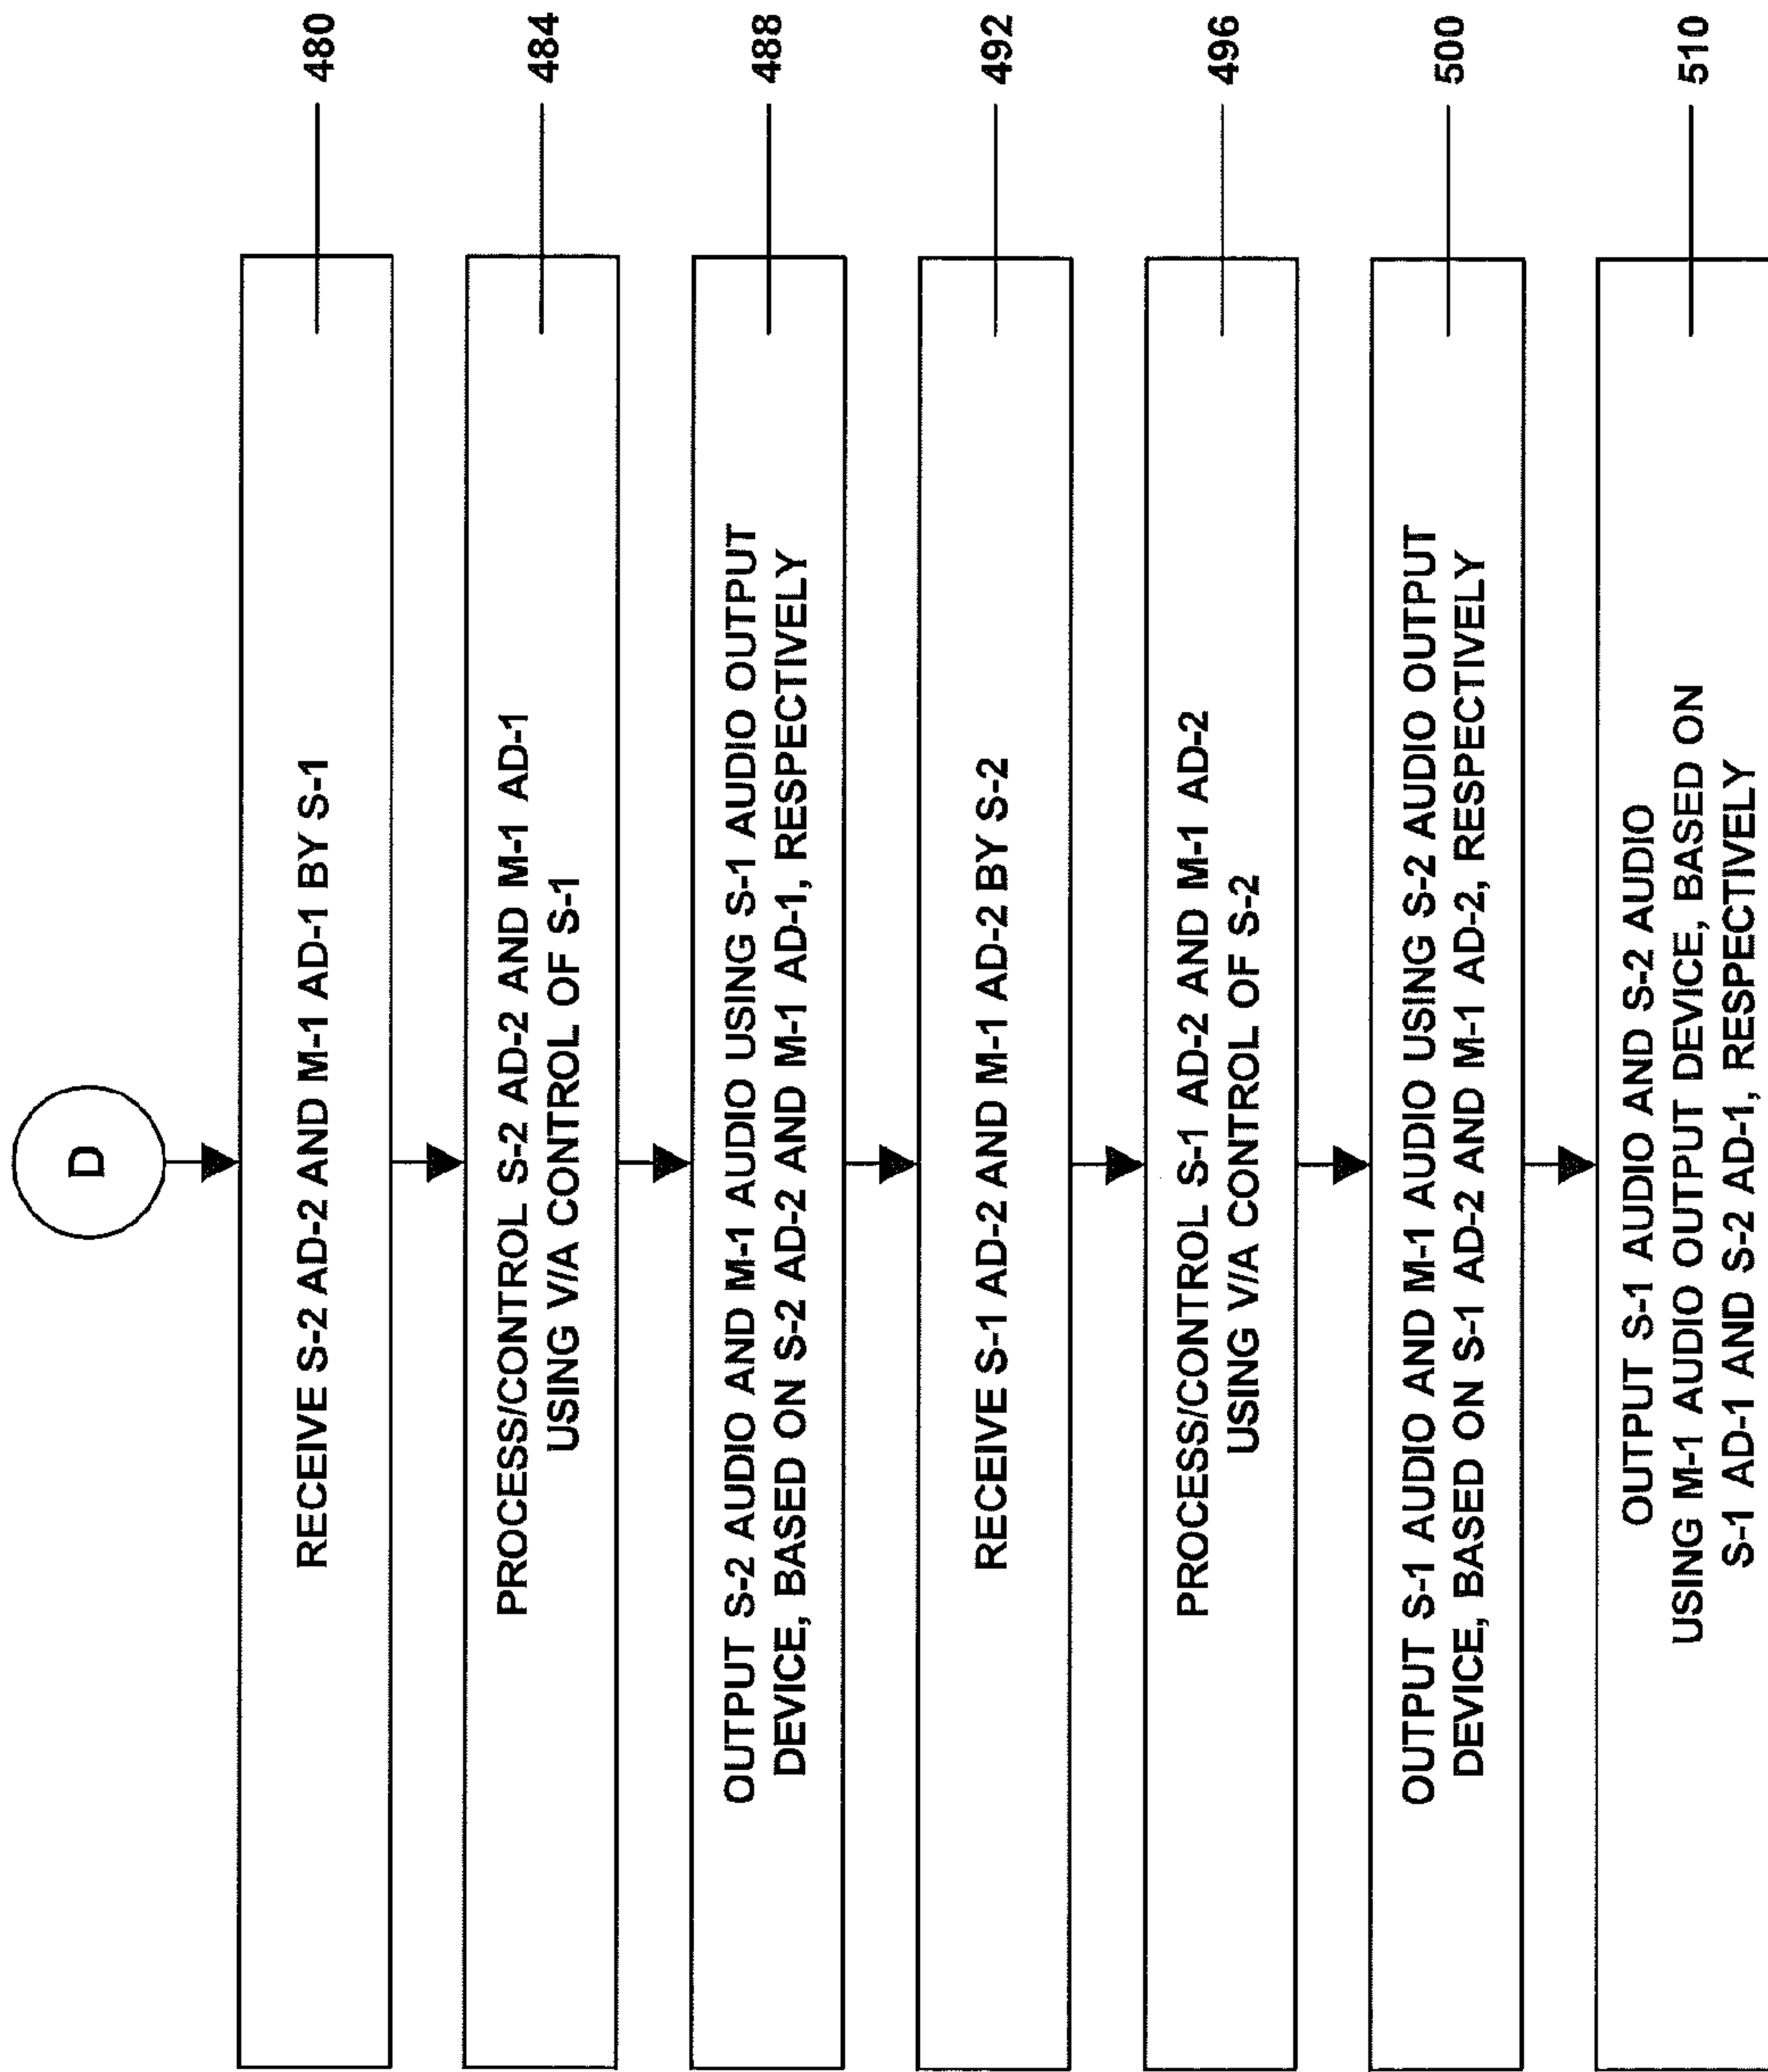 D
RECEIVE S-2 AD-2 AND M-1 AD-1 BY S-1
480
PROCESS/CONTROL S-2 AD-2 AND M-1 AD-1
USING V/A CONTROL OF S-1
484
OUTPUT S-2 AUDIO AND M-1 AUDIO USING S-1 AUDIO OUTPUT
DEVICE, BASED ON S-2 AD-2 AND M-1 AD-1, RESPECTIVELY
488
RECEIVE S-1 AD-2 AND M-1 AD-2 BY S-2
492
PROCESS/CONTROL S-1 AD-2 AND M-1 AD-2
USING V/A CONTROL OF S-2
496
OUTPUT S-1 AUDIO AND M-1 AUDIO USING S-2 AUDIO OUTPUT
DEVICE, BASED ON S-1 AD-2 AND M-1 AD-2, RESPECTIVELY
500
OUTPUT S-1 AUDIO AND S-2 AUDIO
USING M-1 AUDIO OUTPUT DEVICE, BASED ON
S-1 AD-1 AND S-2 AD-1, RESPECTIVELY
510